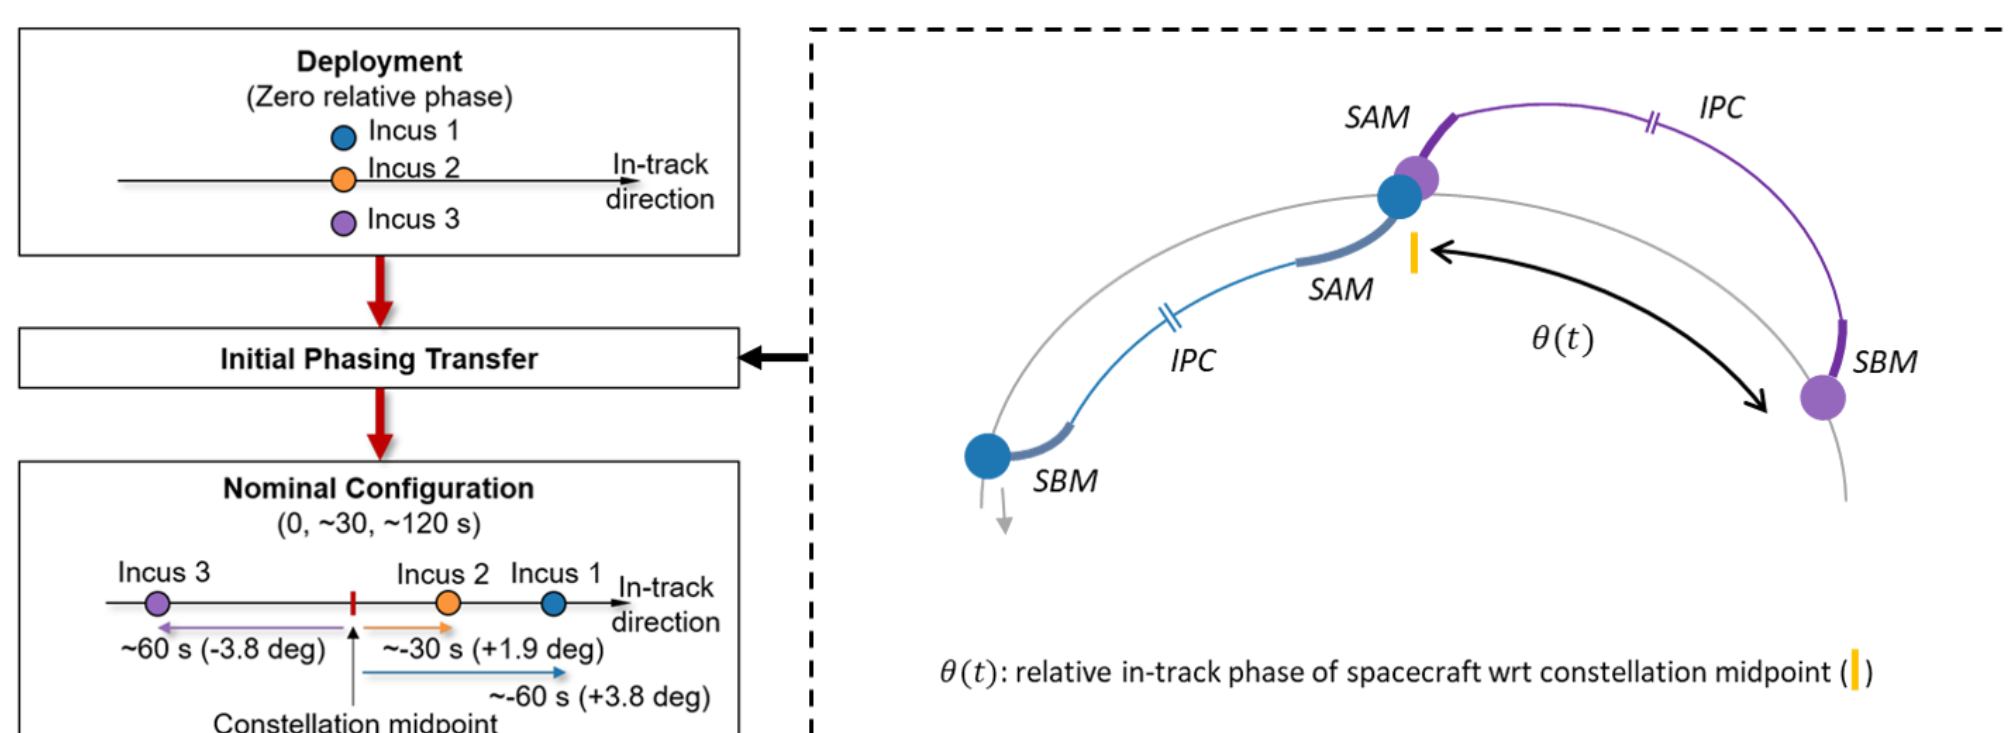 Deployment
(Zero relative phase)
Incus 1
Incus 2
Incus 3
In-track
direction
Initial Phasing Transfer
Nominal Configuration
(0, ~30, ~120 s)
Incus 3
Incus 2
Incus 1
In-track
direction
~60 s (-3.8 deg)
~-30 s (+1.9 deg)
~-60 s (+3.8 deg)
Constellation midpoint
SAM
IPC
SAM
IPC
θ(t)
SBM
SBM
θ(t): relative in-track phase of spacecraft wrt constellation midpoint ( )